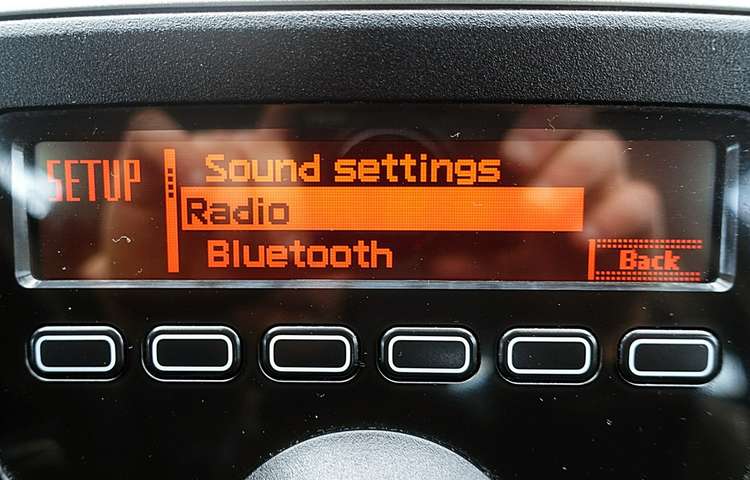 SETUP
Sound settings
Radio
Bluetooth
Back